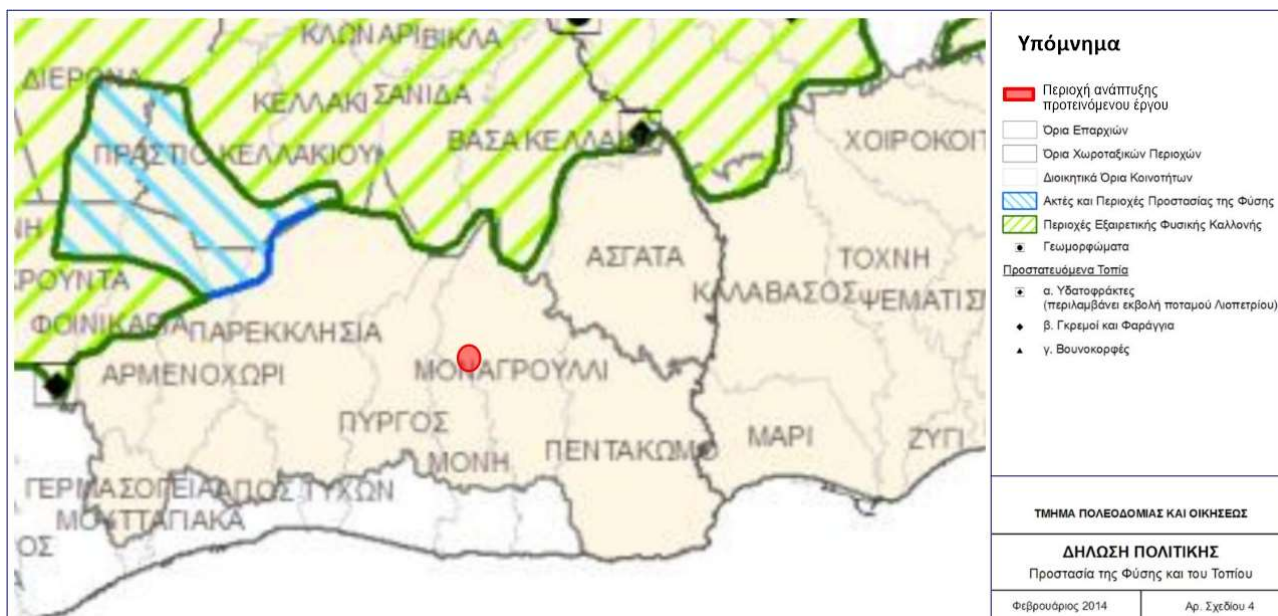 ΚΛΩΝΑΡΙ ΒΙΚΛΑ
ΔΙΕΡΩΝΑ
ΚΕΛΛΑΚΙ ΣΑΝΙΔΑ
ΒΑΣΑ ΚΕΛΛΑΚΙΟΥ
ΧΟΙΡΟΚΟΙΤ
ΠΡΑΣΤΙΟ ΚΕΛΛΑΚΙΟΥ
ΝΗ
ΑΣΓΑΤΑ
ΤΟΧΝΗ
ΚΡΟΥΝΤΑ
ΚΑΛΑΒΑΣΟΣ ΨΕΜΑΤΙΣ
ΦΟΙΝΙΚΑΡΙΑ ΠΑΡΕΚΚΛΗΣΙΑ
ΑΡΜΕΝΟΧΩΡΙ
ΜΟΝΑΓΡΟΥΛΛΙ
ΠΥΡΓΟΣ
ΜΑΡΙ
ΖΥΓΙ
ΜΟΝΗ
ΠΕΝΤΑΚΩΜΟ
ΓΕΡΜΑΣΟΓΕΙΑ ΑΓΙΟΣ ΤΥΧΩΝ
ΜΟΥΤΤΑΓΙΑΚΑ
ΟΣ
Υπόμνημα
Περιοχή ανάπτυξης
προτεινόμενου έργου
Όρια Επαρχιών
Όρια Χωροταξικών Περιοχών
Διοικητικά Όρια Κοινοτήτων
Ακτές και Περιοχές Προστασίας της Φύσης
Περιοχές Εξαιρετικής Φυσικής Καλλονής
Γεωμορφώματα
Προστατευόμενα Τοπία
α. Υδατοφράκτες
(περιλαμβάνει εκβολή ποταμού Λιοπετρίου)
β. Γκρεμοί και Φαράγγια
γ. Βουνοκορφές
ΤΜΗΜΑ ΠΟΛΕΟΔΟΜΙΑΣ ΚΑΙ ΟΙΚΗΣΕΩΣ
ΔΗΛΩΣΗ ΠΟΛΙΤΙΚΗΣ
Προστασία της Φύσης και του Τοπίου
Φεβρουάριος 2014
Αρ. Σχεδίου 4